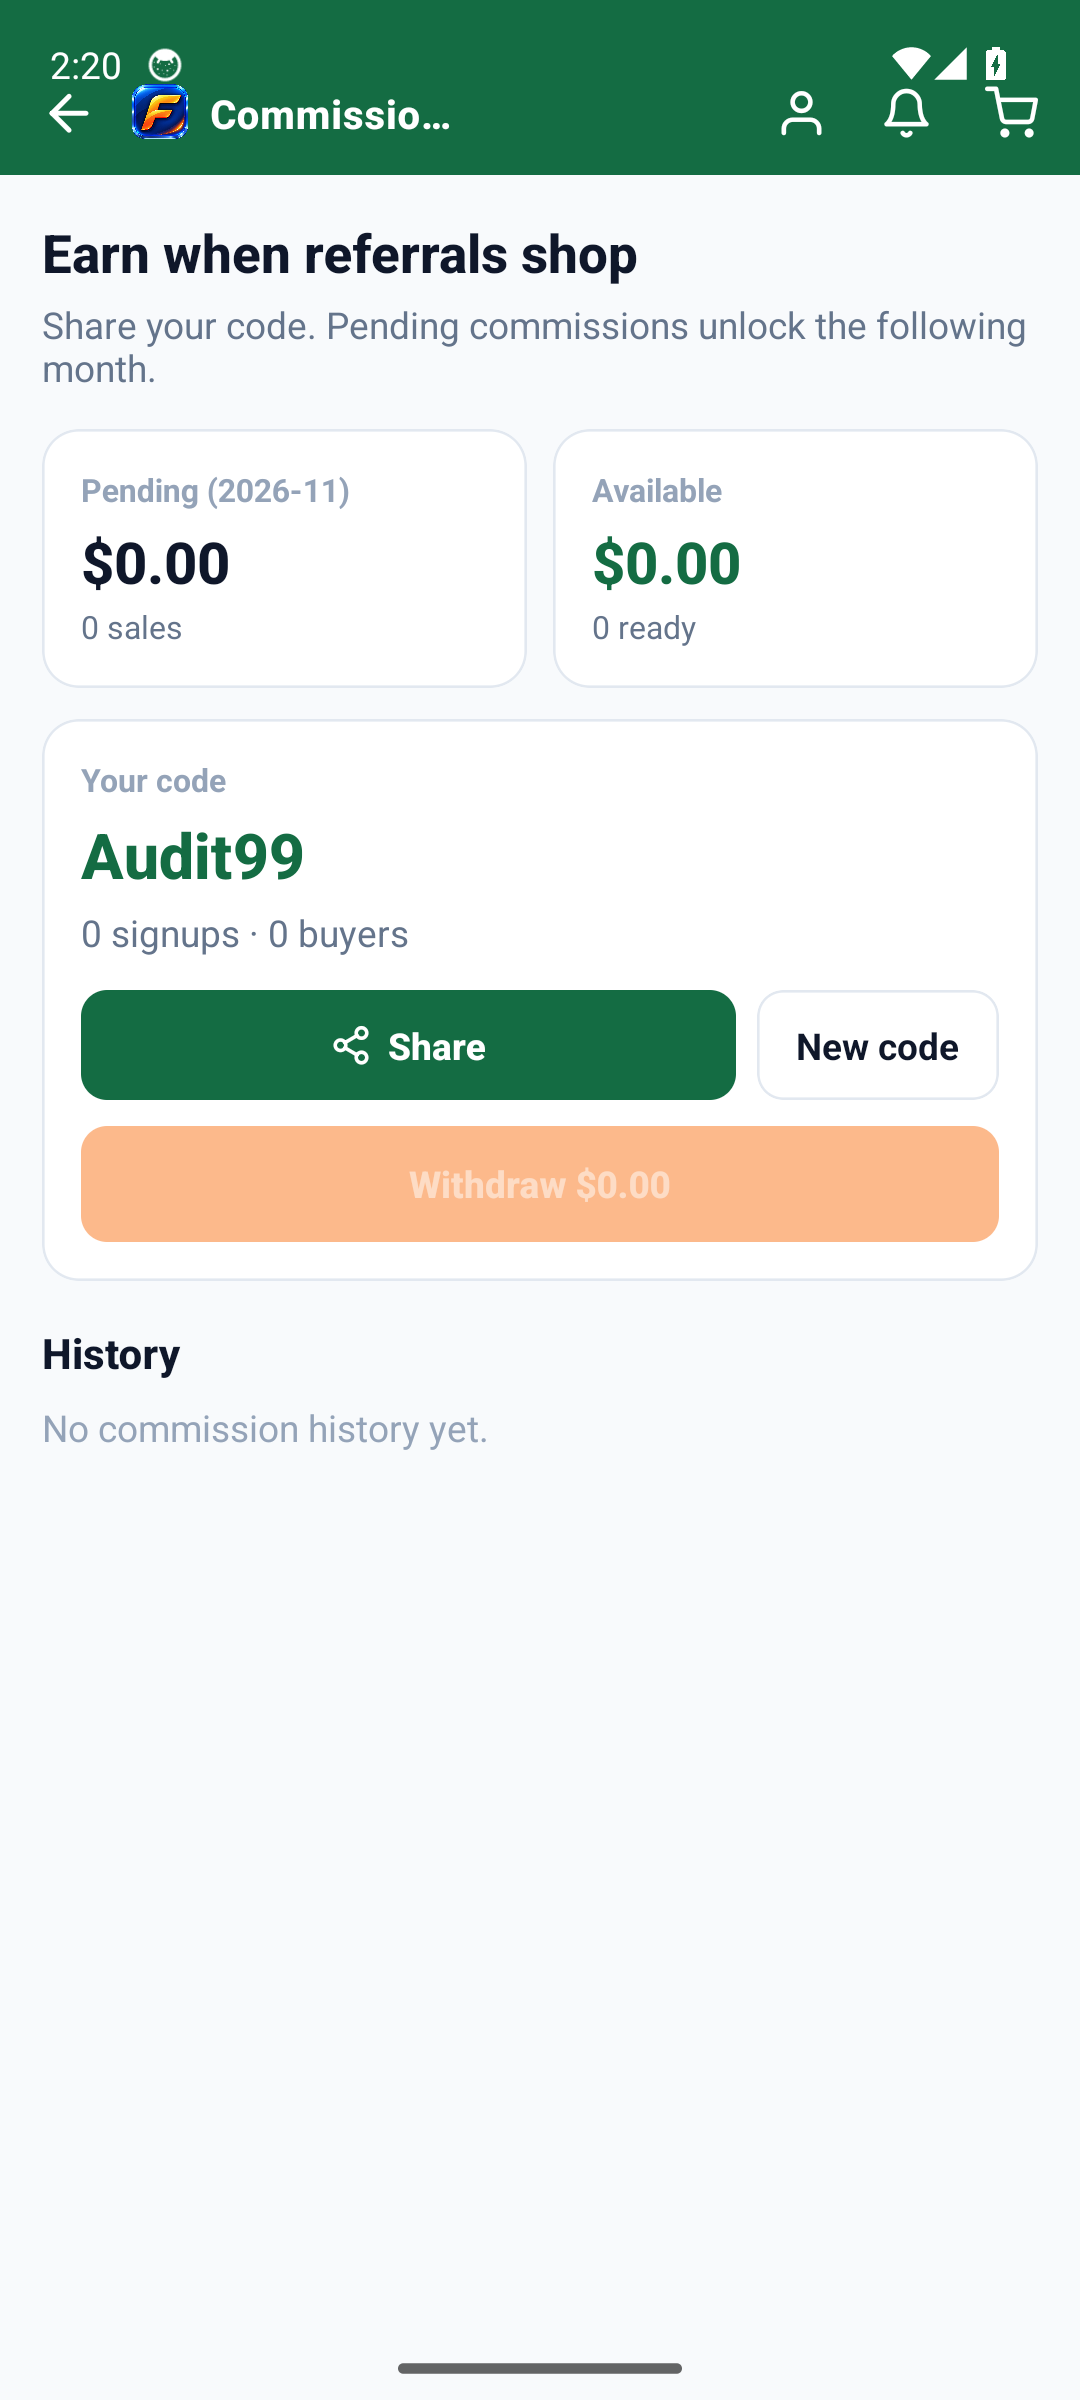 2:20
Commissio...
Earn when referrals shop
Share your code. Pending commissions unlock the following
month.
Pending (2026-11)
$0.00
0 sales
Available
$0.00
0 ready
Your code
Audit99
0 signups · 0 buyers
Share
New code
Withdraw $0.00
History
No commission history yet.